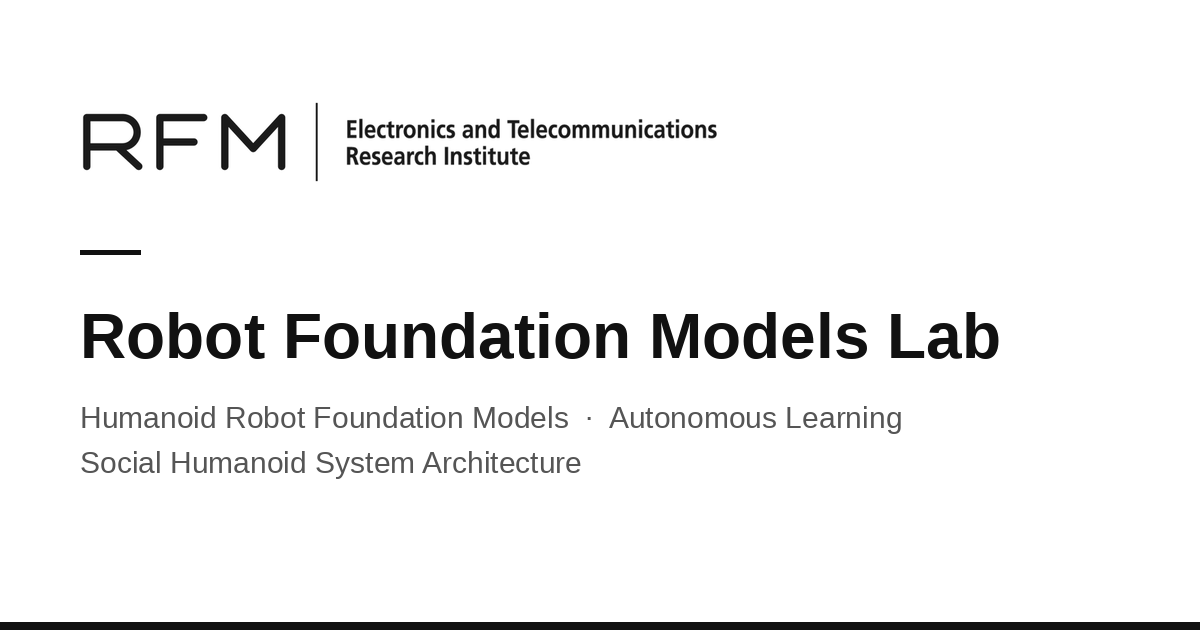 RFM
Electronics and Telecommunications
Research Institute
Robot Foundation Models Lab
Humanoid Robot Foundation Models · Autonomous Learning
Social Humanoid System Architecture